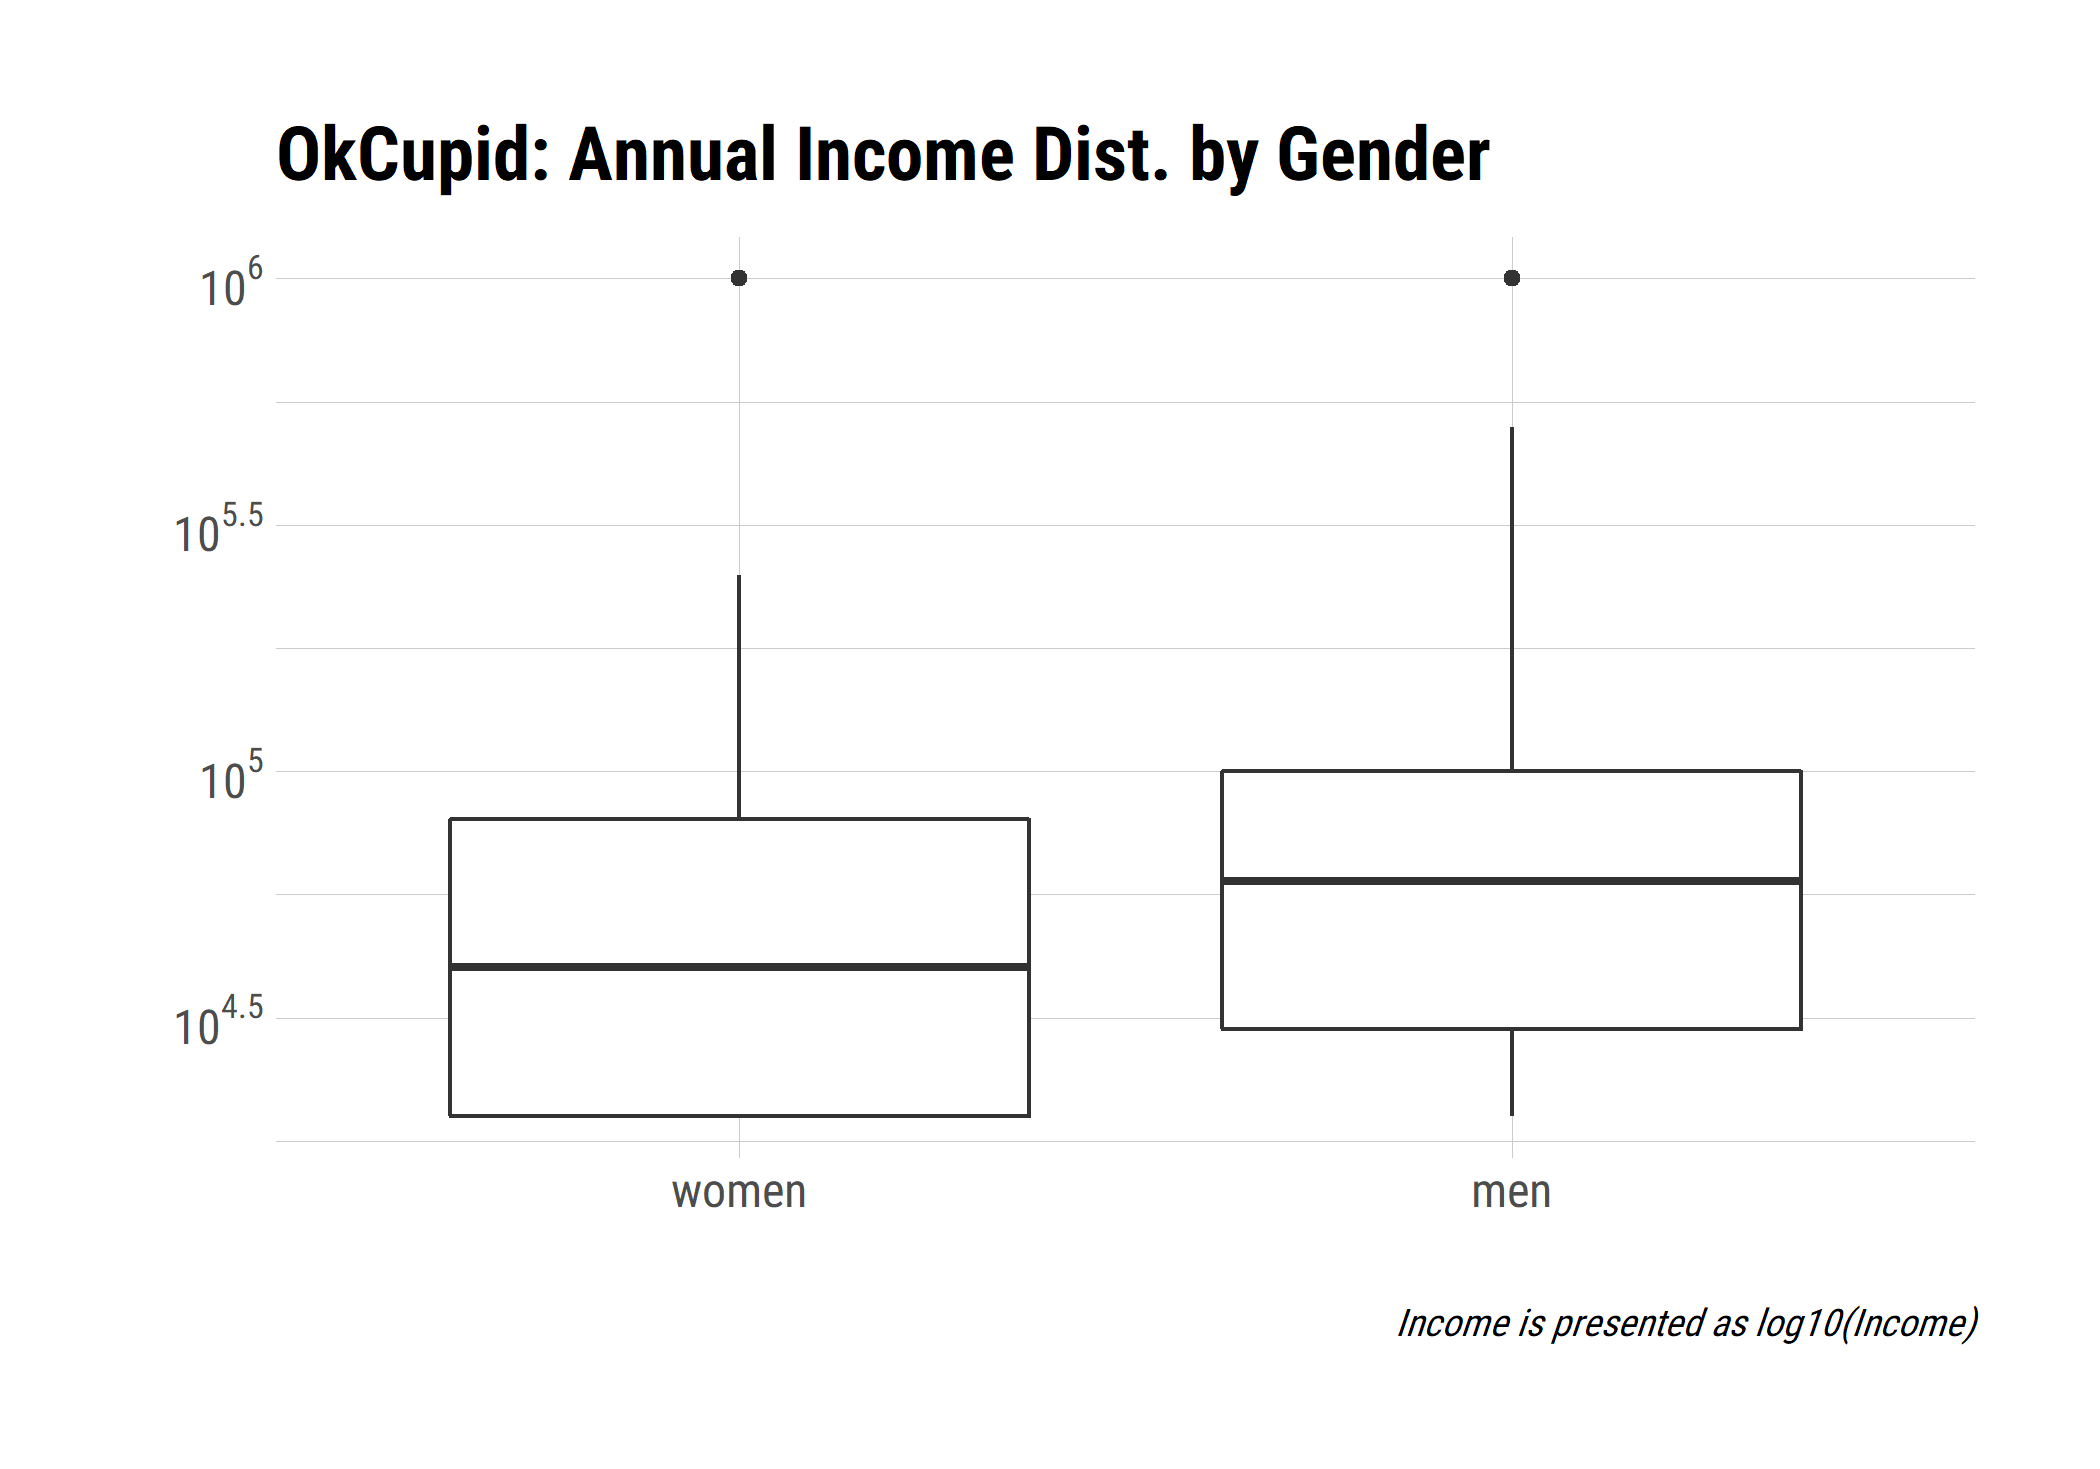 OkCupid: Annual Income Dist. by Gender
10^6
10^5.5
10^5
10^4.5
women
men
Income is presented as log10(Income)